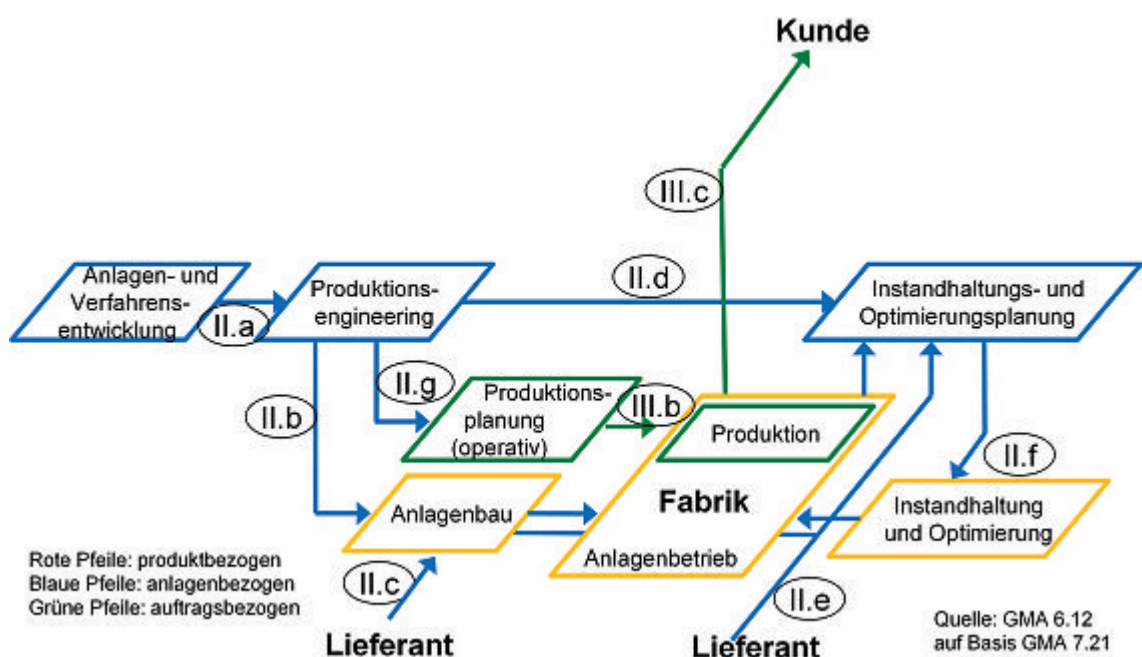 Kunde
III.c
Anlagen- und
Verfahrens-
entwicklung
II.a
Produktions-
engineering
II.d
Instandhaltungs- und
Optimierungsplanung
II.b
II.g
Produktions-
planung
(operativ)
III.b
Produktion
II.f
Anlagenbau
Fabrik
Anlagenbetrieb
Instandhaltung
und Optimierung
Rote Pfeile: produktbezogen
Blaue Pfeile: anlagenbezogen
Grüne Pfeile: auftragsbezogen
II.c
II.e
Lieferant
Lieferant
Quelle: GMA 6.12
auf Basis GMA 7.21